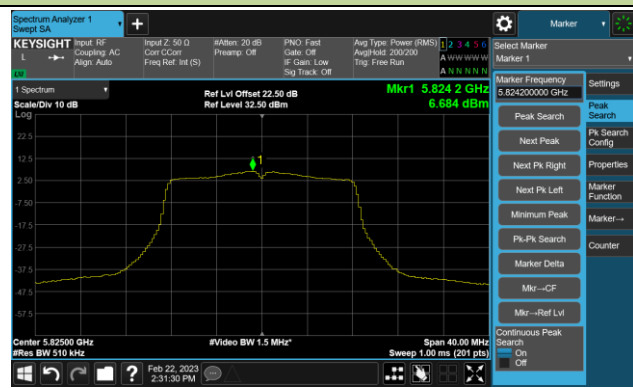 Spectrum Analyzer 1
Swept SA
+
Marker
KEYSIGHT
L
Input: RF
Coupling: AC
Align: Auto
Input Z: 50 Ω
Corr CCorr
Freq Ref: Int (S)
#Atten: 20 dB
Preamp: Off
PNO: Fast
Gate: Off
IF Gain: Low
Sig Track: Off
Avg Type: Power (RMS)
Avg|Hold: 200/200
Trig: Free Run
1 2 3 4 5 6
A W W W W W
A N N N N N
Select Marker
Marker 1
1 Spectrum
Scale/Div 10 dB
Log
Ref Lvl Offset 22.50 dB
Ref Level 32.50 dBm
Mkr1 5.824 2 GHz
6.684 dBm
22.5
12.5
2.50
-7.50
-17.5
-27.5
-37.5
-47.5
-57.5
1
Center 5.82500 GHz
#Res BW 510 kHz
#Video BW 1.5 MHz*
Span 40.00 MHz
Sweep 1.00 ms (201 pts)
Marker Frequency
5.824200000 GHz
Peak Search
Next Peak
Next Pk Right
Next Pk Left
Minimum Peak
Pk-Pk Search
Marker Delta
Mkr→CF
Mkr→Ref Lvl
Continuous Peak
Search
On
Off
Settings
Peak
Search
Pk Search
Config
Properties
Marker
Function
Marker→
Counter
?
Feb 22, 2023
2:31:30 PM